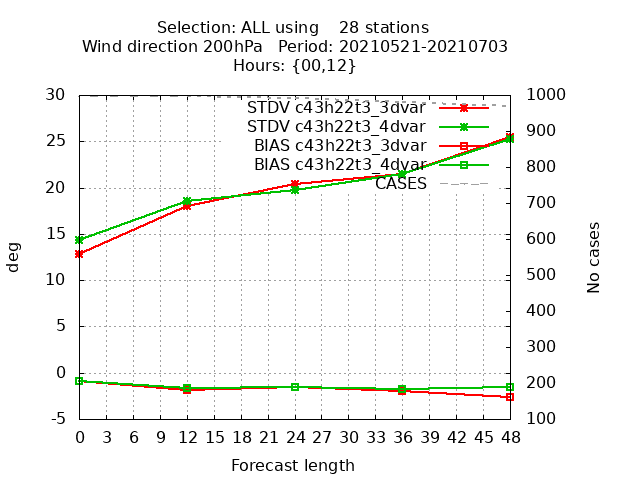 Selection: ALL using    28 stations
Wind direction 200hPa   Period: 20210521-20210703
Hours: {00,12}
30
25
20
15
10
5
0
-5
deg
STDV c43h22t3_3dvar
STDV c43h22t3_4dvar
BIAS c43h22t3_3dvar
BIAS c43h22t3_4dvar
CASES
1000
900
800
700
600
500
400
300
200
100
No cases
0 3 6 9 12 15 18 21 24 27 30 33 36 39 42 45 48
Forecast length